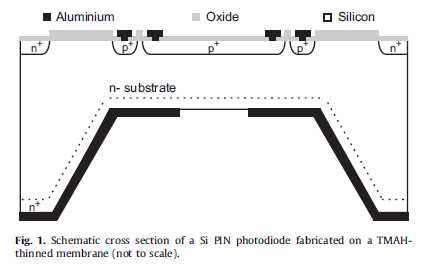 Aluminium Oxide Silicon
n+ p+ p+ p+ n+
n- substrate
n+
Fig. 1. Schematic cross section of a Si PIN photodiode fabricated on a TMAH-
thinned membrane (not to scale).